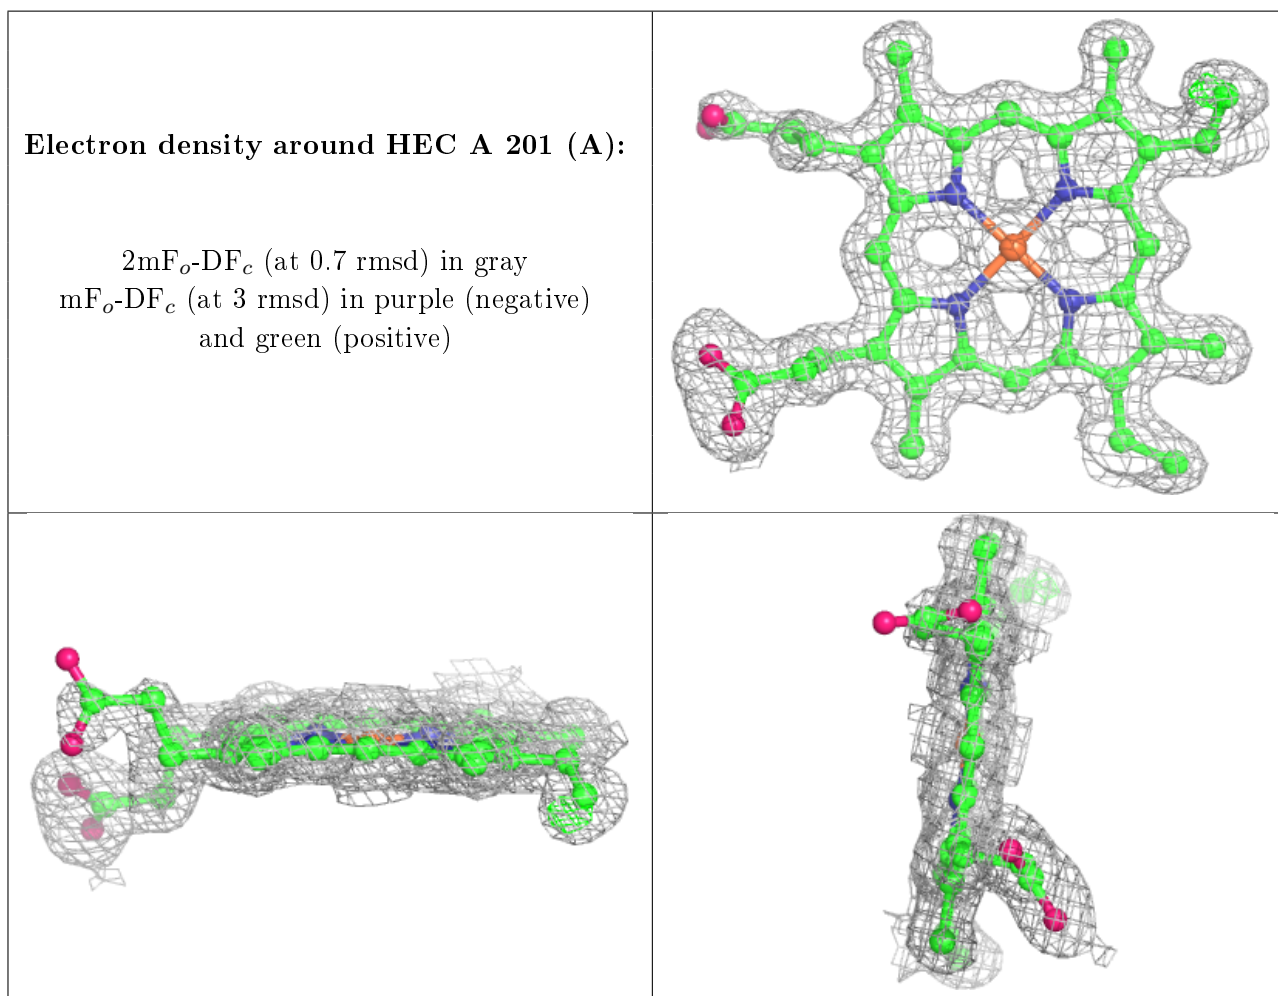 Electron density around HEC A 201 (A):
2mFₒ-DF𝒸 (at 0.7 rmsd) in gray
mFₒ-DF𝒸 (at 3 rmsd) in purple (negative)
and green (positive)